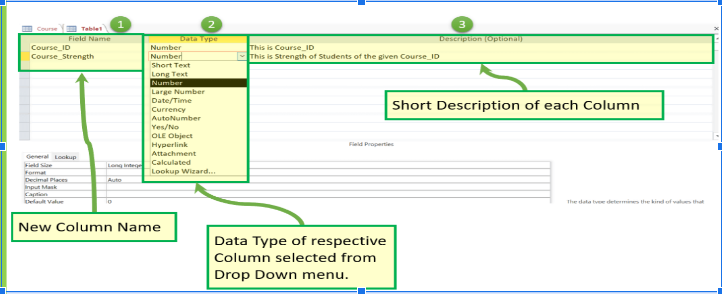 Course Table1
1 2 3
Field Name Data Type Description (Optional)
Course_ID Number This is Course_ID
Course_Strength Number This is Strength of Students of the given Course_ID
Short Text
Long Text
Number
Large Number
Date/Time
Currency
AutoNumber
Yes/No
OLE Object
Hyperlink
Attachment
Calculated
Lookup Wizard...
Short Description of each Column
Field Properties
General Lookup
Field Size Long Intege
Format
Decimal Places Auto
Input Mask
Caption
Default Value 0
The data type determines the kind of values that
New Column Name
Data Type of respective
Column selected from
Drop Down menu.